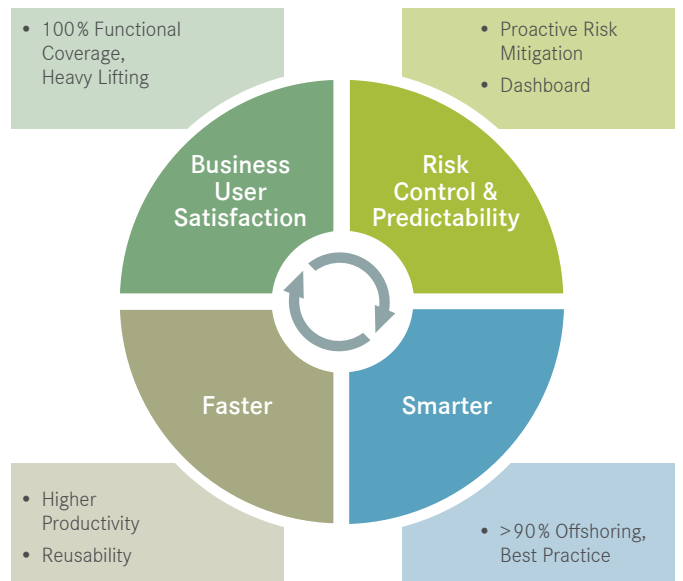 • 100% Functional
Coverage,
Heavy Lifting
• Proactive Risk
Mitigation
• Dashboard
Business
User
Satisfaction
Risk
Control &
Predictability
Faster
Smarter
• Higher
Productivity
• Reusability
• >90% Offshoring,
Best Practice